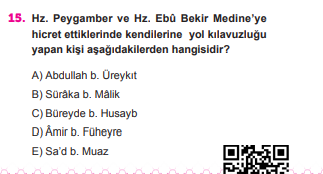 15. Hz. Peygamber ve Hz. Ebû Bekir Medine'ye
hicret ettiklerinde kendilerine yol kılavuzluğu
yapan kişi aşağıdakilerden hangisidir?
A) Abdullah b. Üreykıt
B) Sürâka b. Mâlik
C) Büreyde b. Husayb
D) Âmir b. Füheyre
E) Sa'd b. Muaz